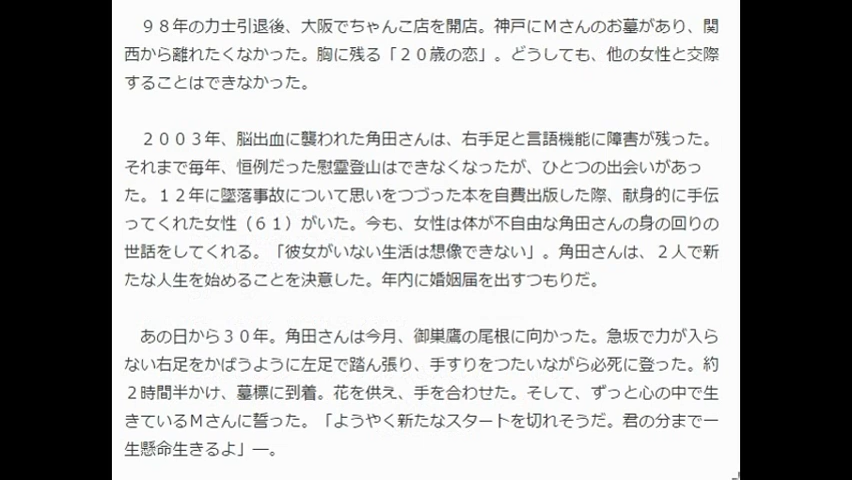 ９８年の力士引退後、大阪でちゃんこ店を開店。神戸にＭさんのお墓があり、関
西から離れたくなかった。胸に残る「２０歳の恋」。どうしても、他の女性と交際
することはできなかった。
２００３年、脳出血に襲われた角田さんは、右手足と言語機能に障害が残った。
それまで毎年、恒例だった慰霊登山はできなくなったが、ひとつの出会いがあっ
た。１２年に墜落事故について思いをつづった本を自費出版した際、献身的に手伝
ってくれた女性（６１）がいた。今も、女性は体が不自由な角田さんの身の回りの
世話をしてくれる。「彼女がいない生活は想像できない」。角田さんは、２人で新
たな人生を始めることを決意した。年内に婚姻届を出すつもりだ。
あの日から３０年。角田さんは今月、御巣鷹の尾根に向かった。急坂で力が入ら
ない右足をかばうように左足で踏ん張り、手すりをつたいながら必死に登った。約
２時間半かけ、墓標に到着。花を供え、手を合わせた。そして、ずっと心の中で生
きているＭさんに誓った。「ようやく新たなスタートを切れそうだ。君の分まで一
生懸命生きるよ」―。